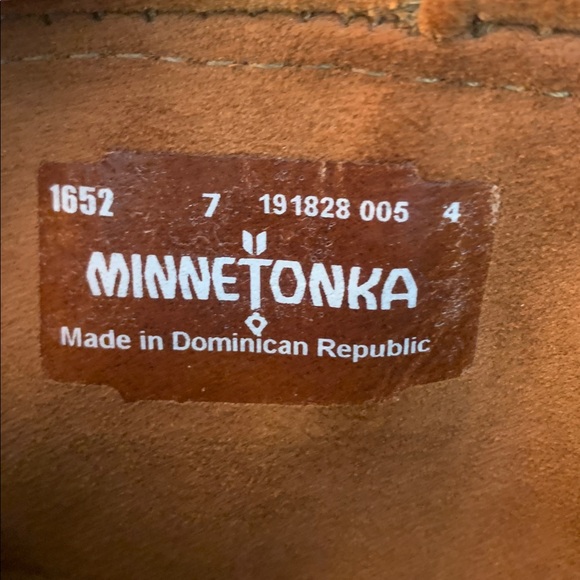 1652 7 191828 005 4
MINNETONKA
Made in Dominican Republic